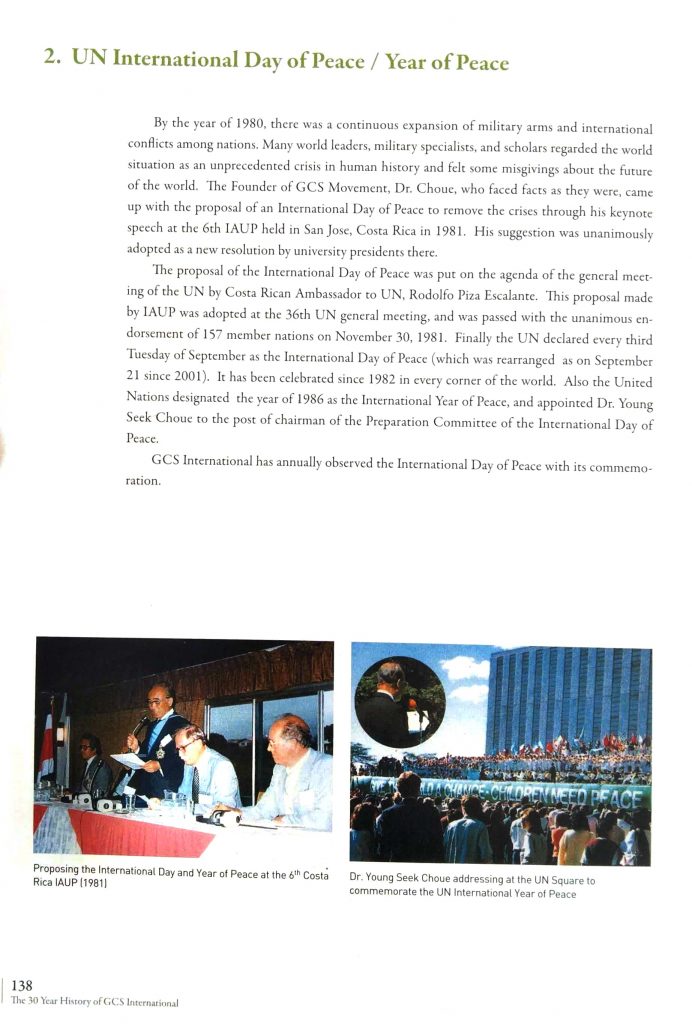 2. UN International Day of Peace / Year of Peace
By the year of 1980, there was a continuous expansion of military arms and international
conflicts among nations. Many world leaders, military specialists, and scholars regarded the world
situation as an unprecedented crisis in human history and felt some misgivings about the future
of the world. The Founder of GCS Movement, Dr. Choue, who faced facts as they were, came
up with the proposal of an International Day of Peace to remove the crises through his keynote
speech at the 6th IAUP held in San Jose, Costa Rica in 1981. His suggestion was unanimously
adopted as a new resolution by university presidents there.
The proposal of the International Day of Peace was put on the agenda of the general meet-
ing of the UN by Costa Rican Ambassador to UN, Rodolfo Piza Escalante. This proposal made
by IAUP was adopted at the 36th UN general meeting, and was passed with the unanimous en-
dorsement of 157 member nations on November 30, 1981. Finally the UN declared every third
Tuesday of September as the International Day of Peace (which was rearranged as on September
21 since 2001). It has been celebrated since 1982 in every corner of the world. Also the United
Nations designated the year of 1986 as the International Year of Peace, and appointed Dr. Young
Seek Choue to the post of chairman of the Preparation Committee of the International Day of
Peace.
GCS International has annually observed the International Day of Peace with its commemo-
ration.
A CHANCE·CHILDREN NEED PEACE
Proposing the International Day and Year of Peace at the 6th Costa
Rica IAUP (1981)
Dr. Young Seek Choue addressing at the UN Square to
commemorate the UN International Year of Peace
138
The 30 Year History of GCS International